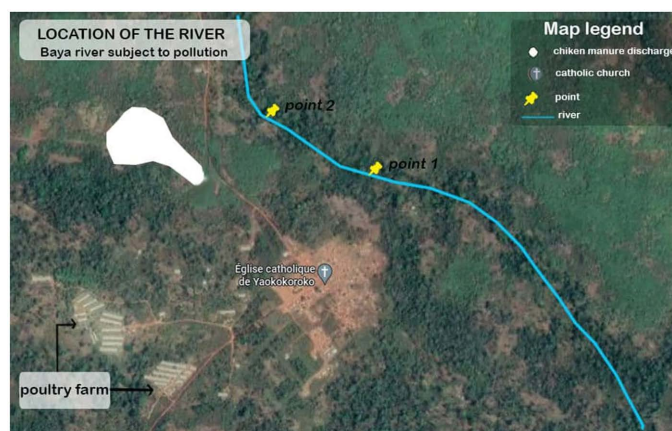 LOCATION OF THE RIVER
Baya river subject to pollution
Map legend
chiken manure discharge
catholic church
point
river
point 2
point 1
Église catholique
de Yaokokoroko
poultry farm